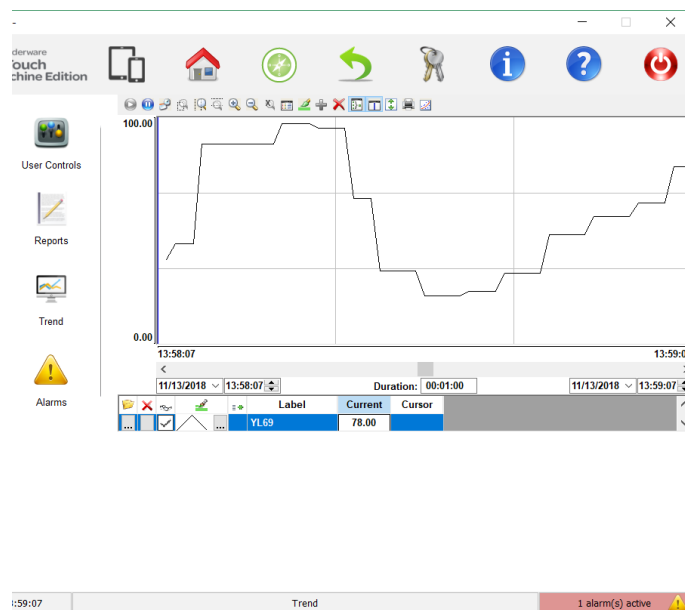 derware
ouch
chine Edition
User Controls
Reports
Trend
Alarms
100.00
0.00
13:58:07
13:59:0
11/13/2018 13:58:07 Duration: 00:01:00 11/13/2018 13:59:07
Label Current Cursor
... ... YL69 78.00
:59:07 Trend 1 alarm(s) active